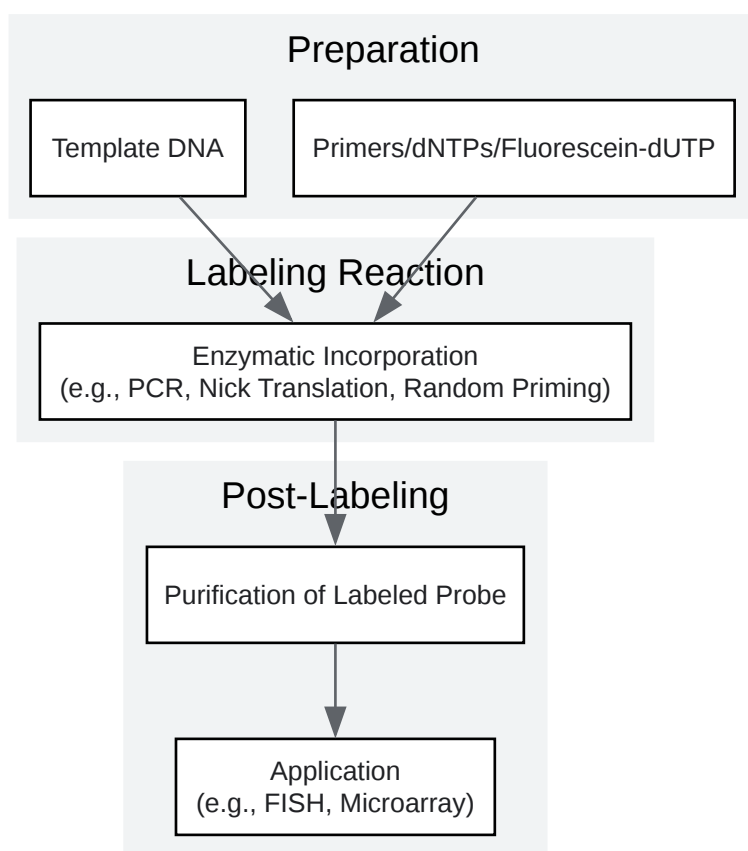 Preparation
Template DNA
Primers/dNTPs/Fluorescein-dUTP
Labeling Reaction
Enzymatic Incorporation
(e.g., PCR, Nick Translation, Random Priming)
Post-Labeling
Purification of Labeled Probe
Application
(e.g., FISH, Microarray)